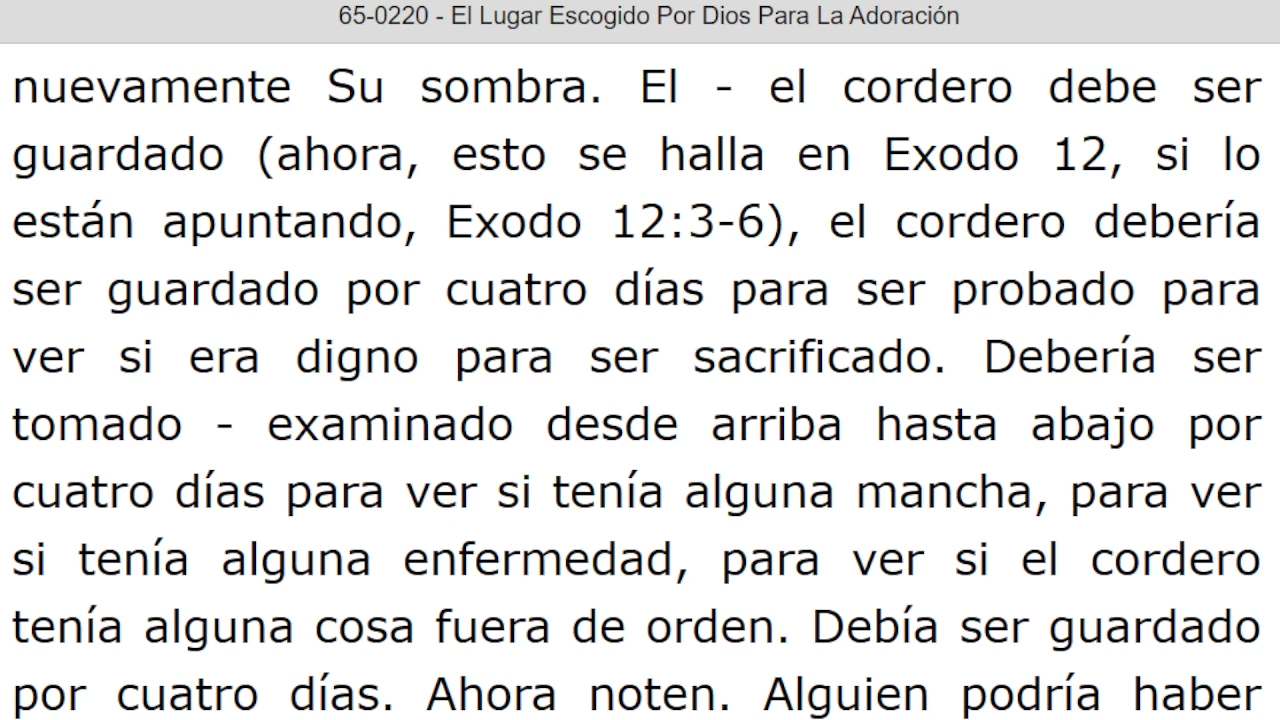 65-0220 - El Lugar Escogido Por Dios Para La Adoración
nuevamente Su sombra. El - el cordero debe ser
guardado (ahora, esto se halla en Exodo 12, si lo
están apuntando, Exodo 12:3-6), el cordero debería
ser guardado por cuatro días para ser probado para
ver si era digno para ser sacrificado. Debería ser
tomado - examinado desde arriba hasta abajo por
cuatro días para ver si tenía alguna mancha, para ver
si tenía alguna enfermedad, para ver si el cordero
tenía alguna cosa fuera de orden. Debía ser guardado
por cuatro días. Ahora noten. Alguien podría haber